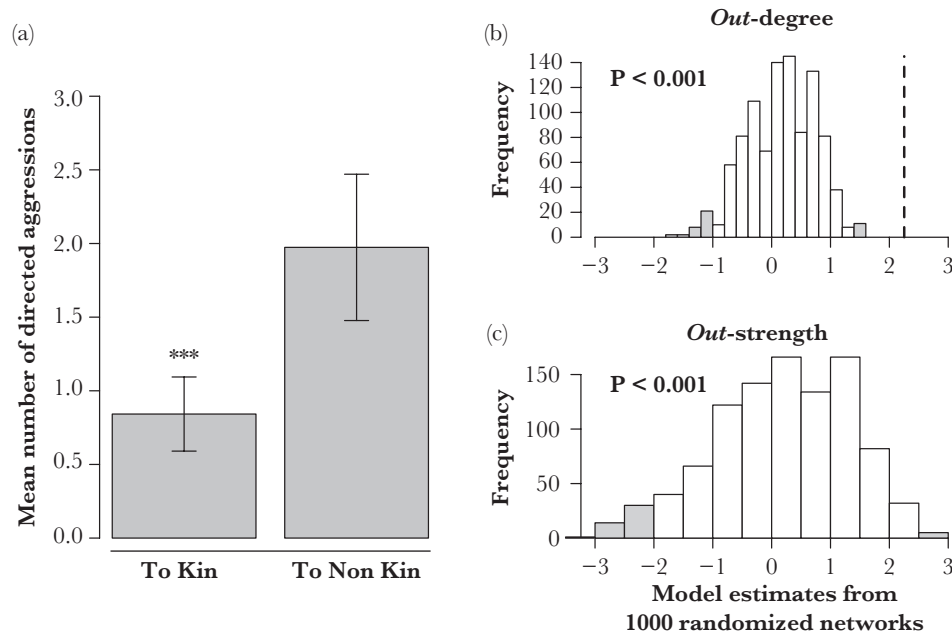 (a)
3.0
2.5
2.0
1.5
1.0
0.5
0.0
Mean number of directed aggressions
***
To Kin
To Non Kin
Out-degree
(b)
P < 0.001
140
120
100
80
60
40
20
0
Frequency
−3 −2 −1 0 1 2 3
Out-strength
(c)
P < 0.001
150
100
50
0
Frequency
−3 −2 −1 0 1 2 3
Model estimates from
1000 randomized networks